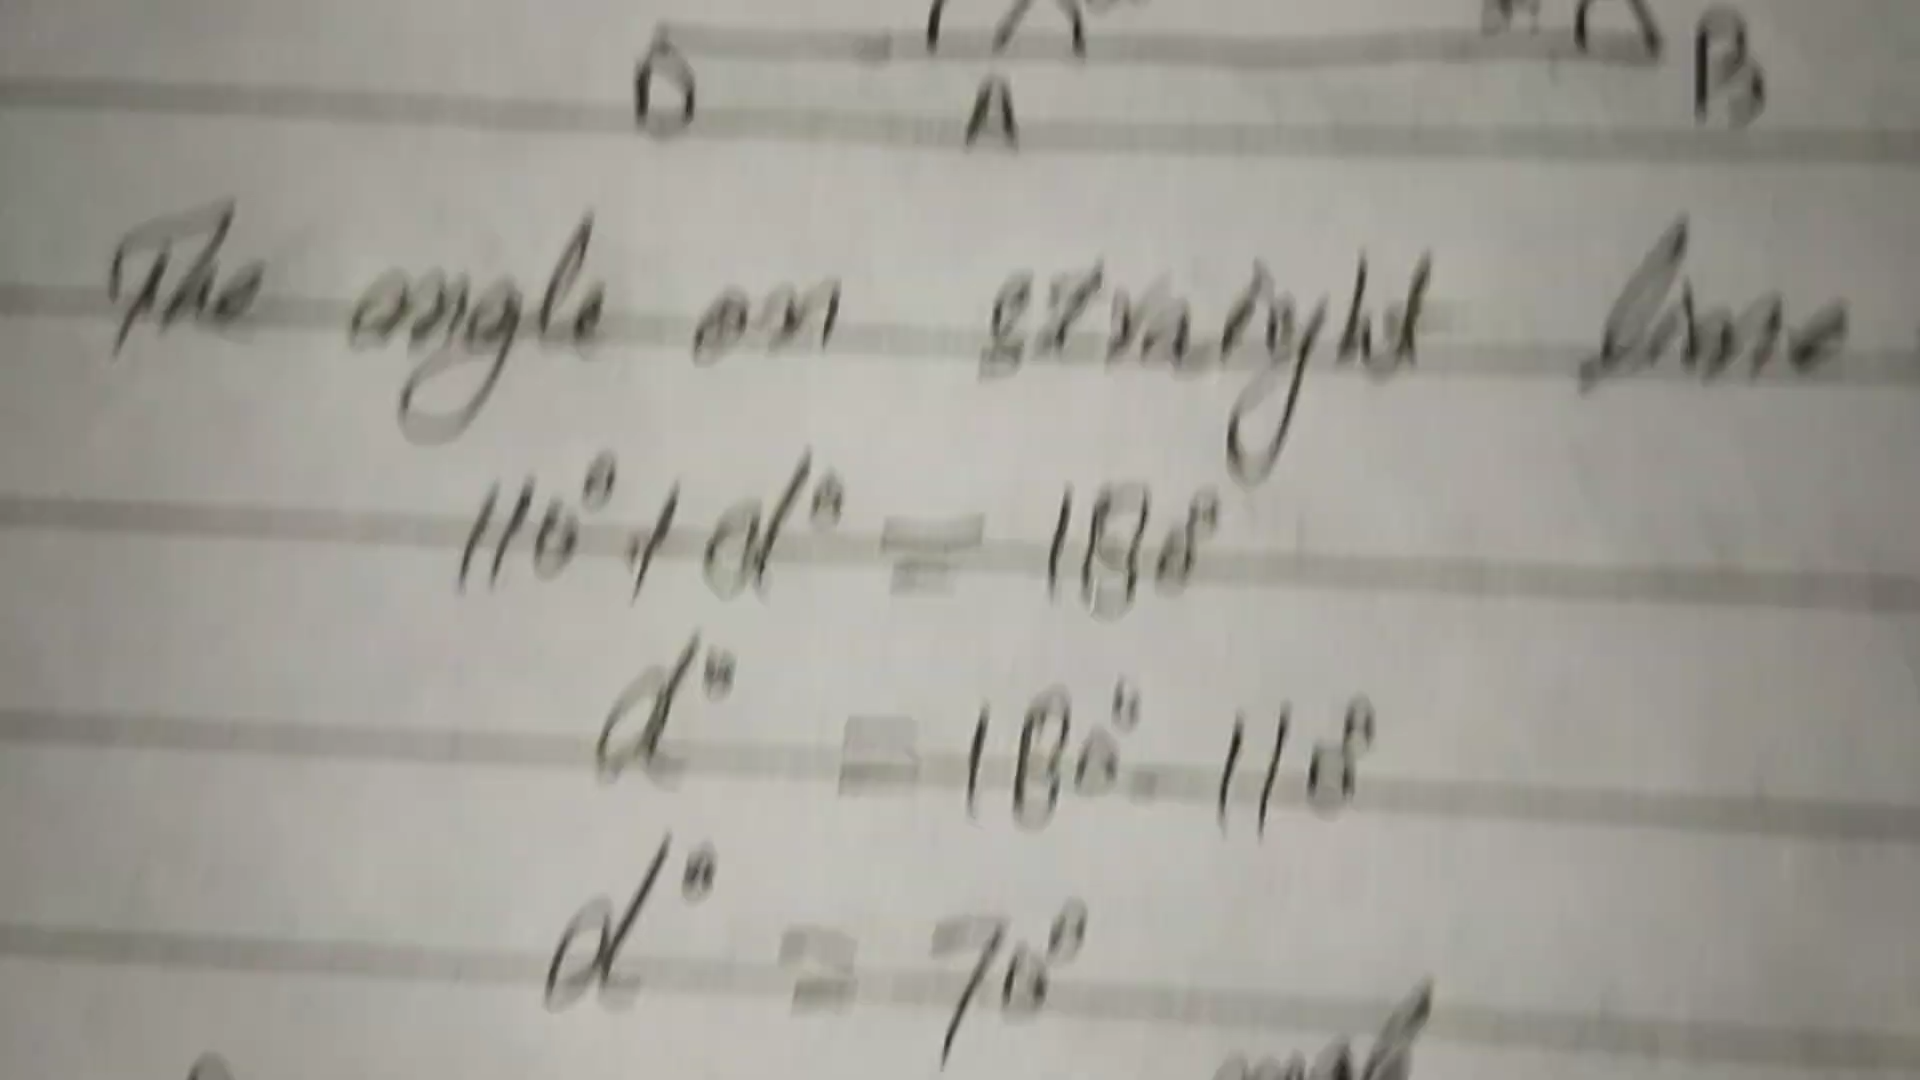 D A B
The angle on straight line
110° + d° = 180°
d° = 180° - 110°
d° = 70°